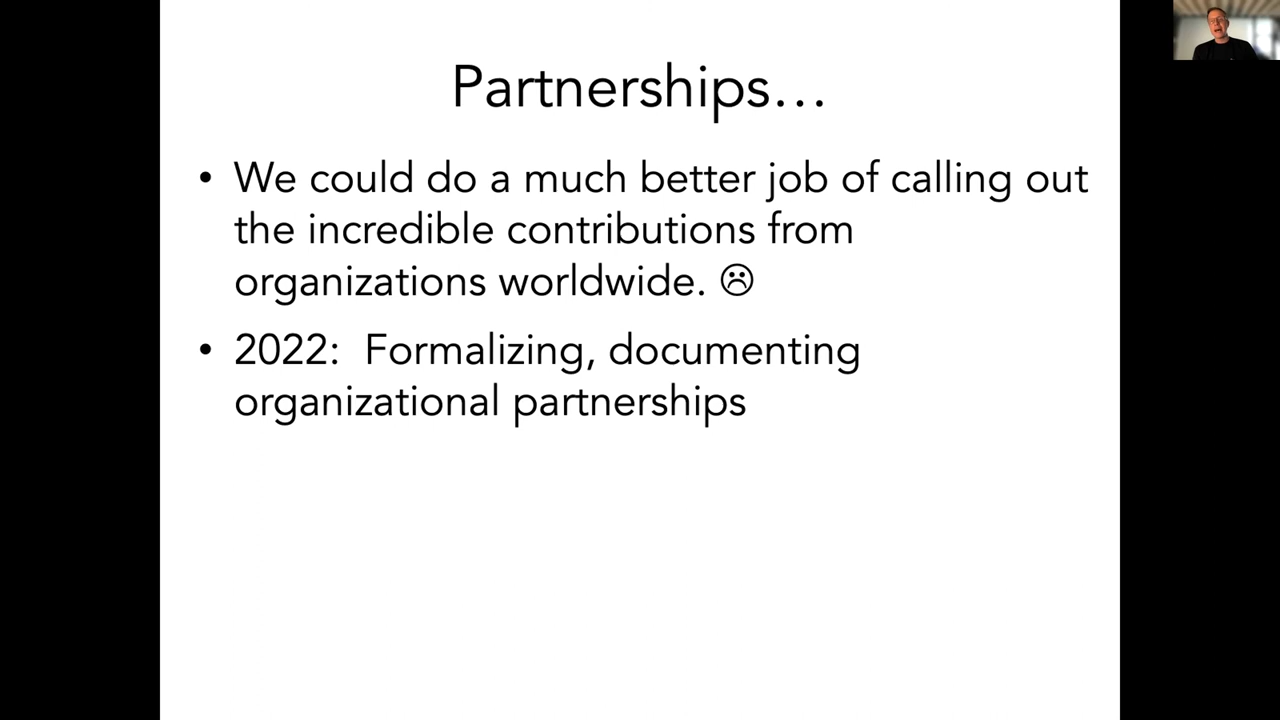 Partnerships…
• We could do a much better job of calling out
the incredible contributions from
organizations worldwide. ☹
• 2022:  Formalizing, documenting
organizational partnerships